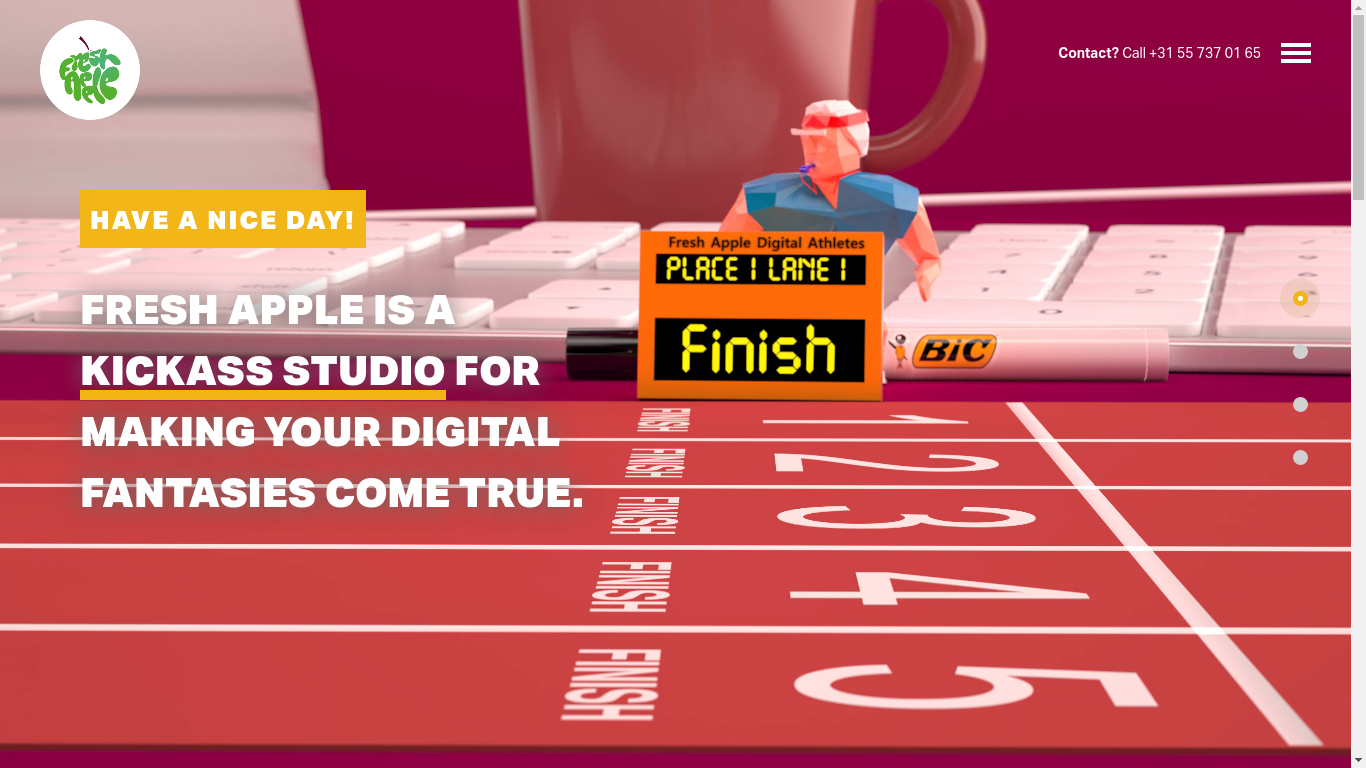 Fresh Apple
Contact? Call +31 55 737 01 65
HAVE A NICE DAY!
FRESH APPLE IS A
KICKASS STUDIO FOR
MAKING YOUR DIGITAL
FANTASIES COME TRUE.
Fresh Apple Digital Athletes
PLACE 1 LANE 1
Finish
BiC
FINISH 1
FINISH 2
FINISH 3
FINISH 4
FINISH 5